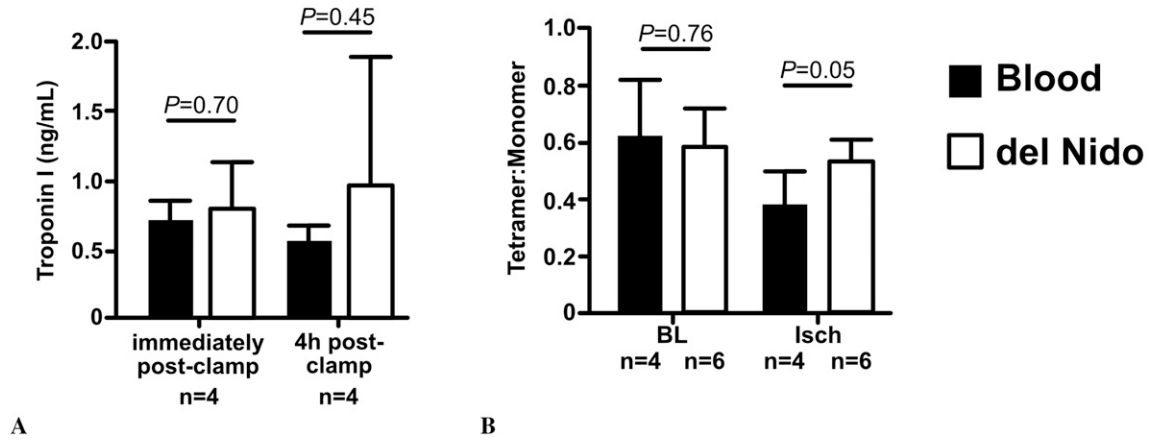 P=0.45
2.0
P=0.70
1.5
1.0
0.5
0
Troponin I (ng/mL)
immediately
post-clamp
n=4
4h post-
clamp
n=4
A
1.0
P=0.76
0.8
P=0.05
0.6
0.4
0.2
0
Tetramer:Monomer
BL
n=4 n=6
Isch
n=4 n=6
B
Blood
del Nido